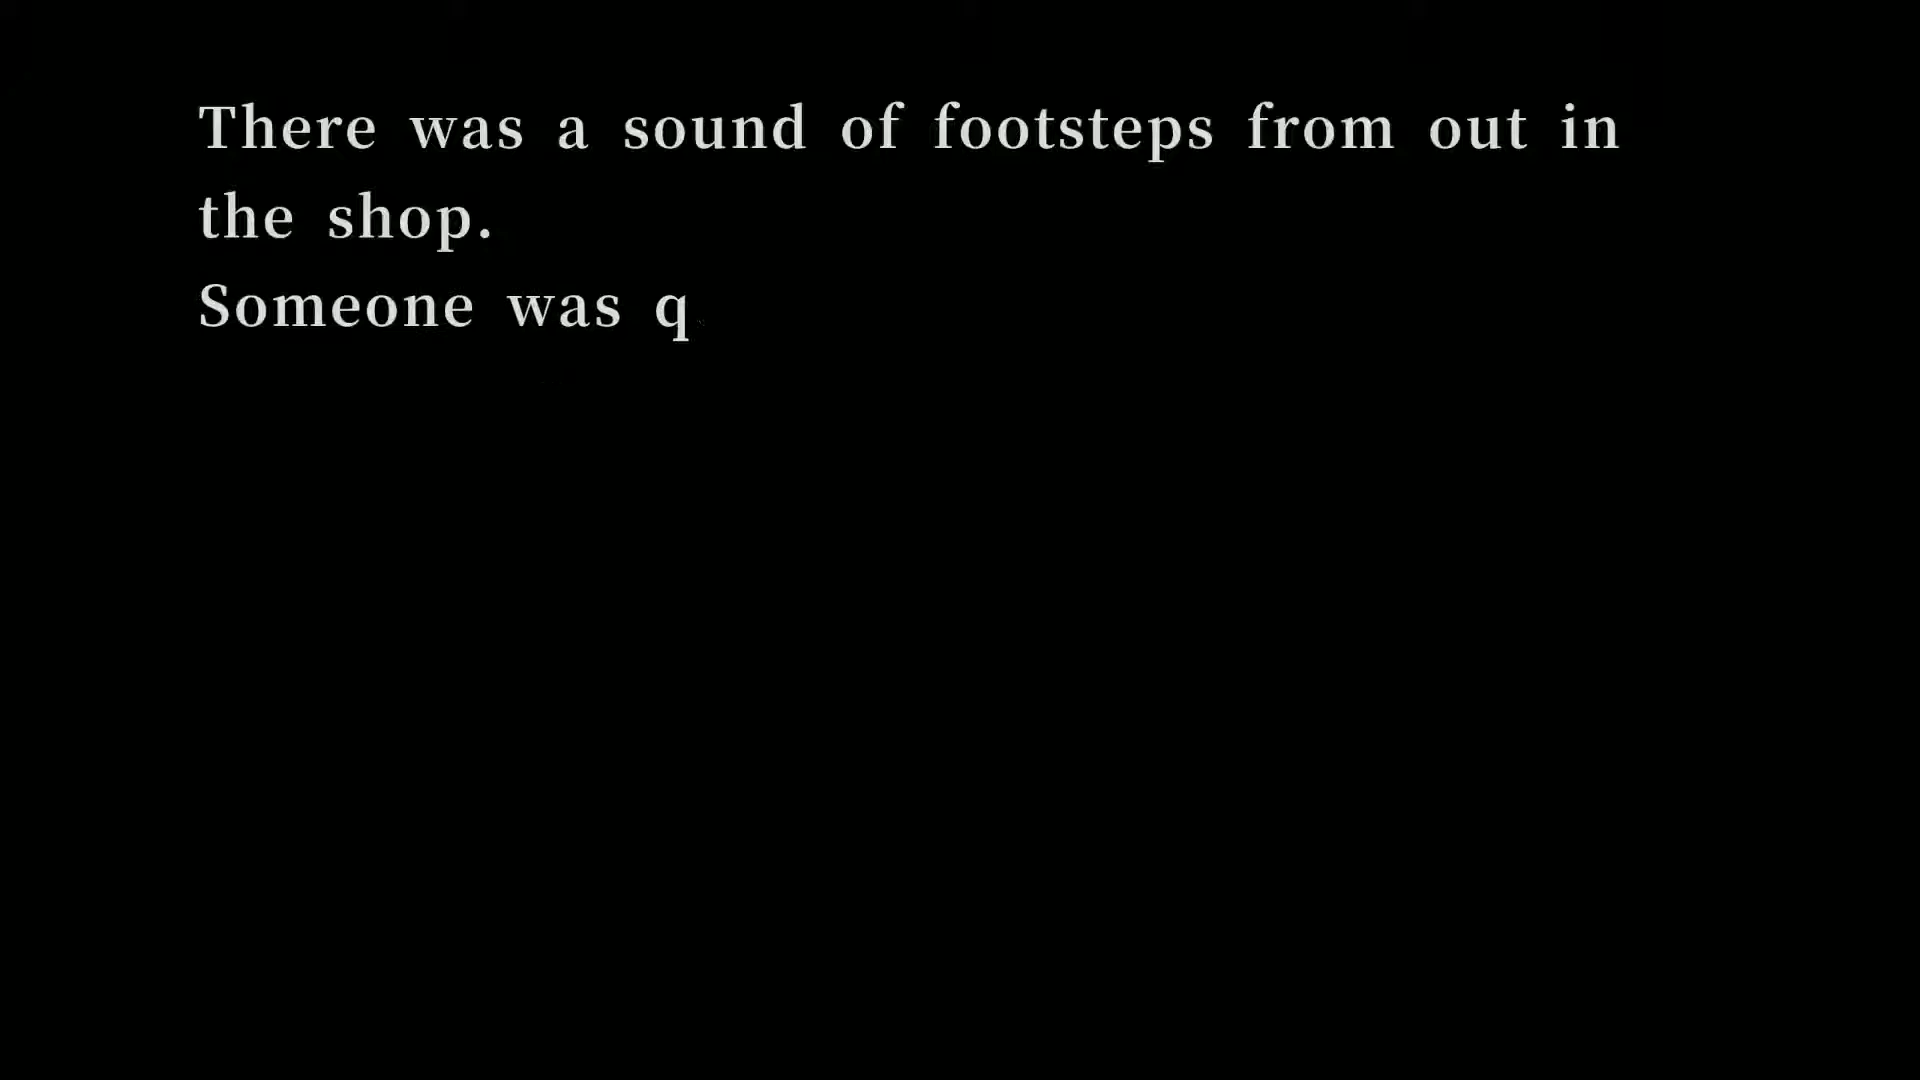 There was a sound of footsteps from out in
the shop.
Someone was q